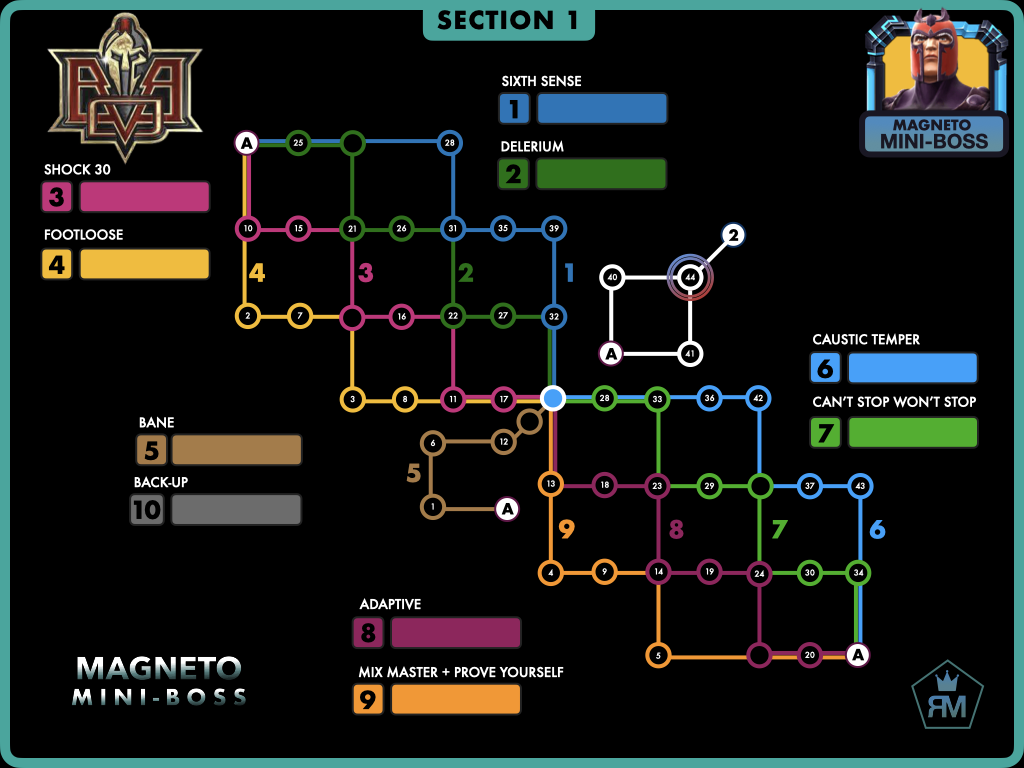 SECTION 1
AVA
MAGNETO
MINI-BOSS
SIXTH SENSE
1
DELERIUM
2
SHOCK 30
3
FOOTLOOSE
4
A 25 28
10 15 21 26 31 35 39
4 3 2 1
2 7 16 22 27 32
3 8 11 17
2
40 44
A 41
CAUSTIC TEMPER
6
CAN'T STOP WON'T STOP
7
BANE
5
BACK-UP
10
6 12
5
1 A
28 33 36 42
13 18 23 29 37 43
9 8 7 6
4 9 14 19 24 30 34
5 20 A
ADAPTIVE
8
MIX MASTER + PROVE YOURSELF
9
MAGNETO
MINI-BOSS
RM